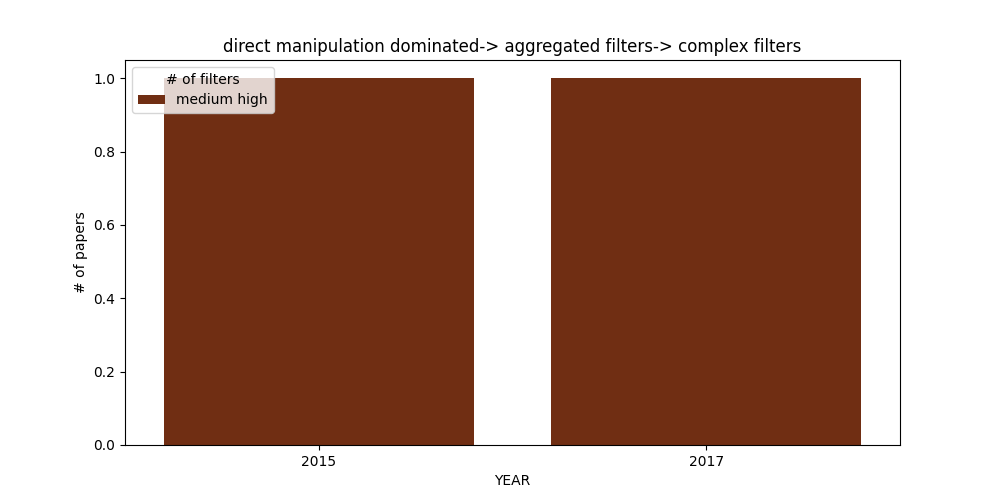 direct manipulation dominated-> aggregated filters-> complex filters
# of filters
medium high
# of papers
1.0
0.8
0.6
0.4
0.2
0.0
2015 2017
YEAR